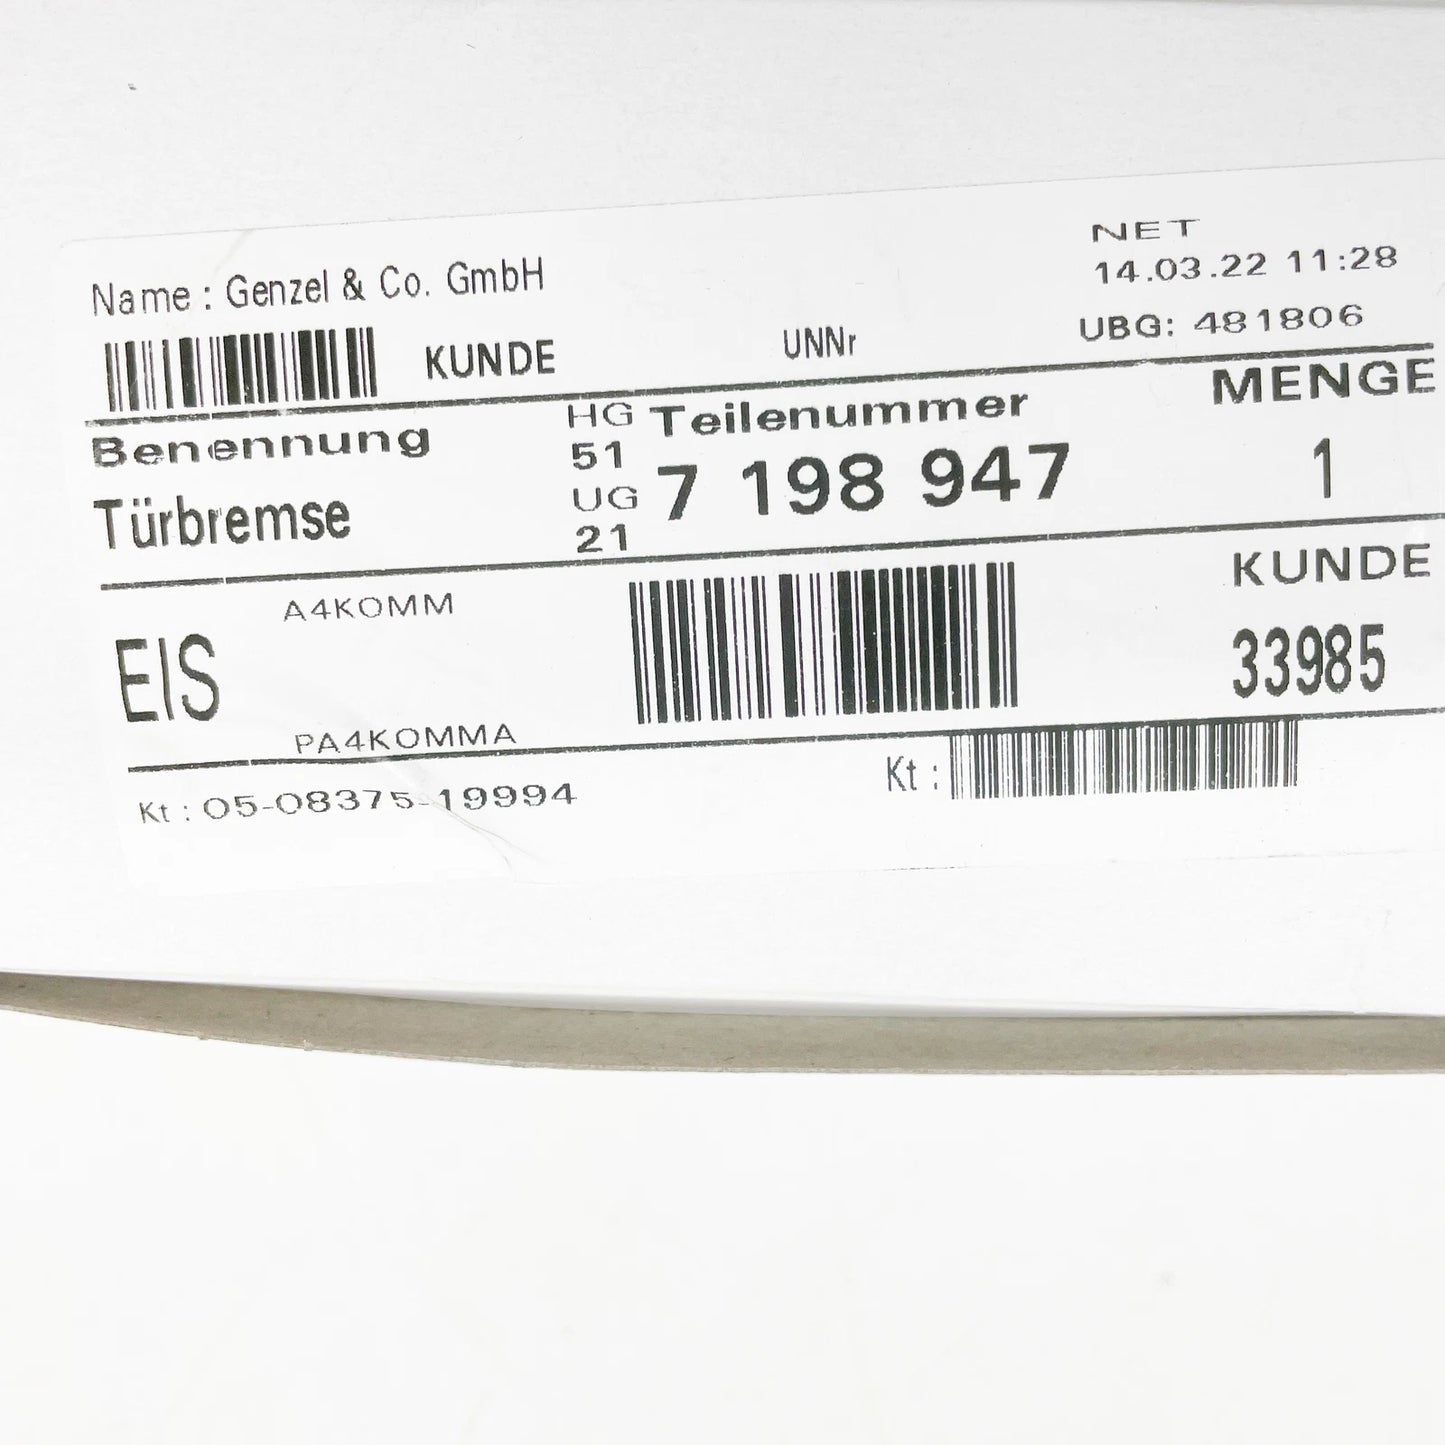 NET
14.03.22 11:28
Name : Genzel & Co. GmbH
UBG: 481806
KUNDE
UNNr
Benennung
HG
Teilenummer
MENGE
51
7 198 947
1
Türbremse
UG
21
A4KOMM
KUNDE
EIS
33985
PA4KOMMA
Kt :
Kt : 05-08375-19994